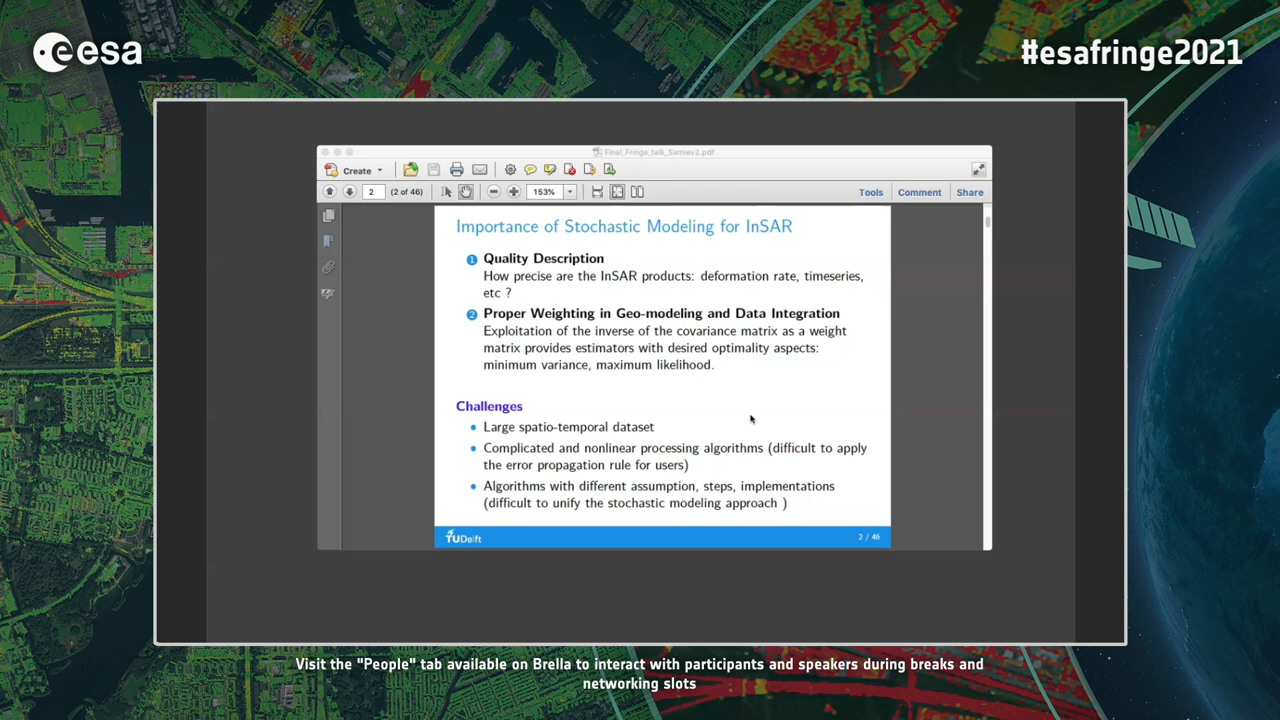 esa
#esafringe2021
Final_Fringe_talk_Samiev2.pdf
Create
2 (2 of 46) 153% Tools Comment Share
Importance of Stochastic Modeling for InSAR
1 Quality Description
How precise are the InSAR products: deformation rate, timeseries,
etc ?
2 Proper Weighting in Geo-modeling and Data Integration
Exploitation of the inverse of the covariance matrix as a weight
matrix provides estimators with desired optimality aspects:
minimum variance, maximum likelihood.
Challenges
• Large spatio-temporal dataset
• Complicated and nonlinear processing algorithms (difficult to apply
the error propagation rule for users)
• Algorithms with different assumption, steps, implementations
(difficult to unify the stochastic modeling approach )
TUDelft 2 / 46
Visit the "People" tab available on Brella to interact with participants and speakers during breaks and
networking slots